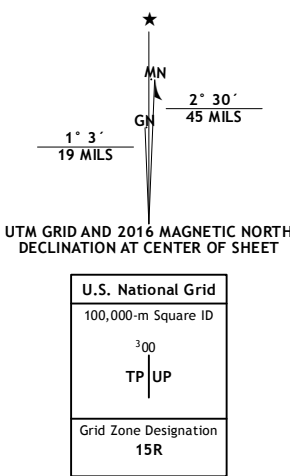 ★
MN
2° 30´
45 MILS
GN
1° 3´
19 MILS
UTM GRID AND 2016 MAGNETIC NORTH
DECLINATION AT CENTER OF SHEET
U.S. National Grid
100,000-m Square ID
³00
TP UP
Grid Zone Designation
15R